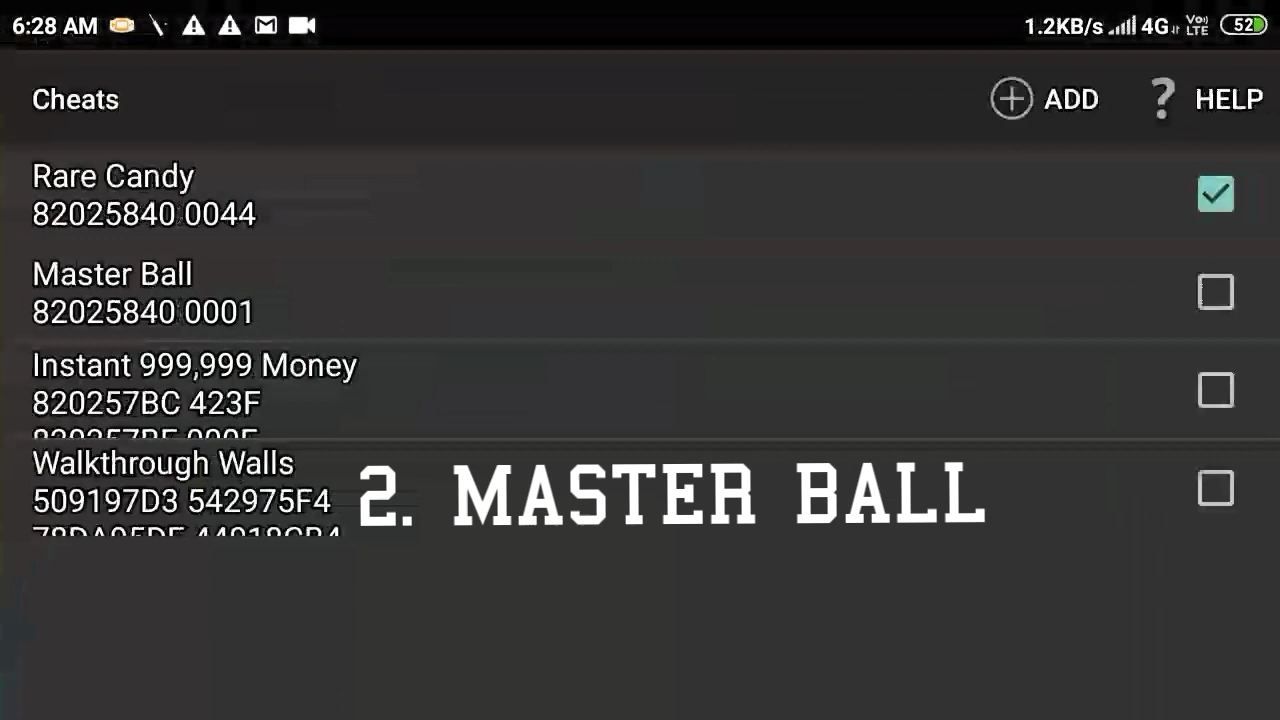 6:28 AM
1.2KB/s 4G Vo) LTE 52
Cheats
ADD
HELP
Rare Candy
82025840 0044
Master Ball
82025840 0001
Instant 999,999 Money
820257BC 423F
Walkthrough Walls
509197D3 542975F4
2. MASTER BALL